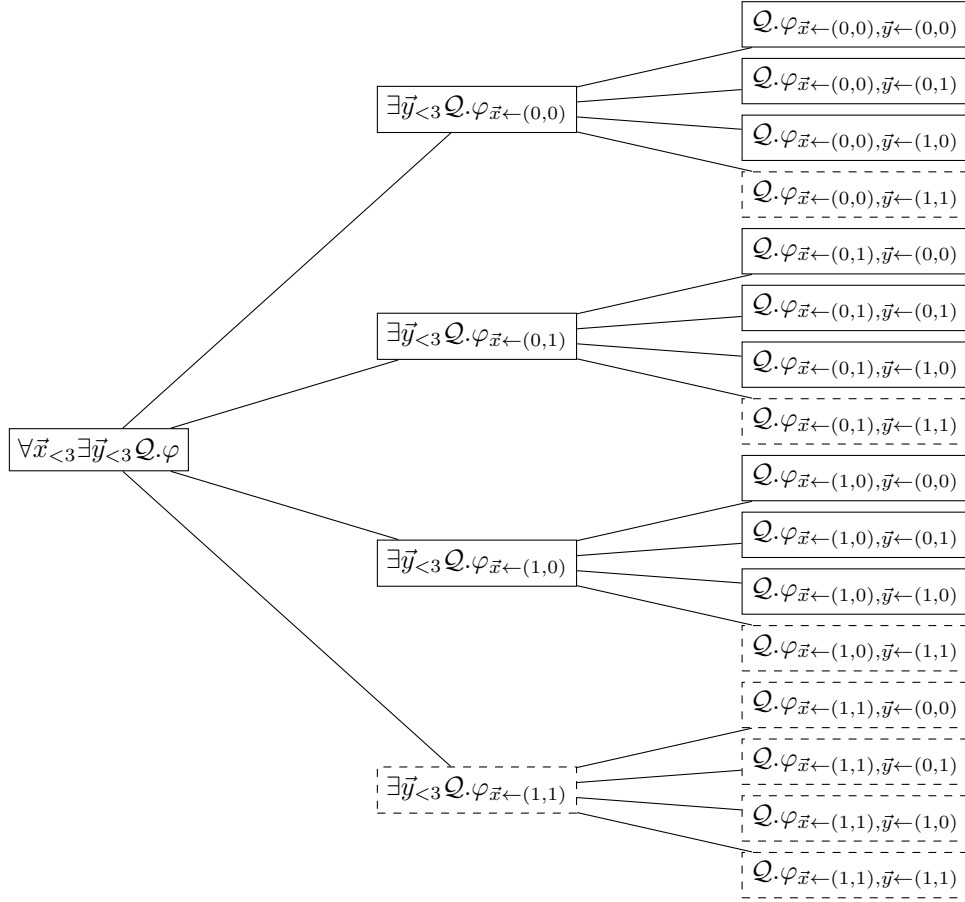 𝒬.φ_{x⃗←(0,0),y⃗←(0,0)}
𝒬.φ_{x⃗←(0,0),y⃗←(0,1)}
∃y⃗_{<3}𝒬.φ_{x⃗←(0,0)}
𝒬.φ_{x⃗←(0,0),y⃗←(1,0)}
𝒬.φ_{x⃗←(0,0),y⃗←(1,1)}
𝒬.φ_{x⃗←(0,1),y⃗←(0,0)}
𝒬.φ_{x⃗←(0,1),y⃗←(0,1)}
∃y⃗_{<3}𝒬.φ_{x⃗←(0,1)}
𝒬.φ_{x⃗←(0,1),y⃗←(1,0)}
𝒬.φ_{x⃗←(0,1),y⃗←(1,1)}
∀x⃗_{<3}∃y⃗_{<3}𝒬.φ
𝒬.φ_{x⃗←(1,0),y⃗←(0,0)}
𝒬.φ_{x⃗←(1,0),y⃗←(0,1)}
∃y⃗_{<3}𝒬.φ_{x⃗←(1,0)}
𝒬.φ_{x⃗←(1,0),y⃗←(1,0)}
𝒬.φ_{x⃗←(1,0),y⃗←(1,1)}
𝒬.φ_{x⃗←(1,1),y⃗←(0,0)}
𝒬.φ_{x⃗←(1,1),y⃗←(0,1)}
∃y⃗_{<3}𝒬.φ_{x⃗←(1,1)}
𝒬.φ_{x⃗←(1,1),y⃗←(1,0)}
𝒬.φ_{x⃗←(1,1),y⃗←(1,1)}